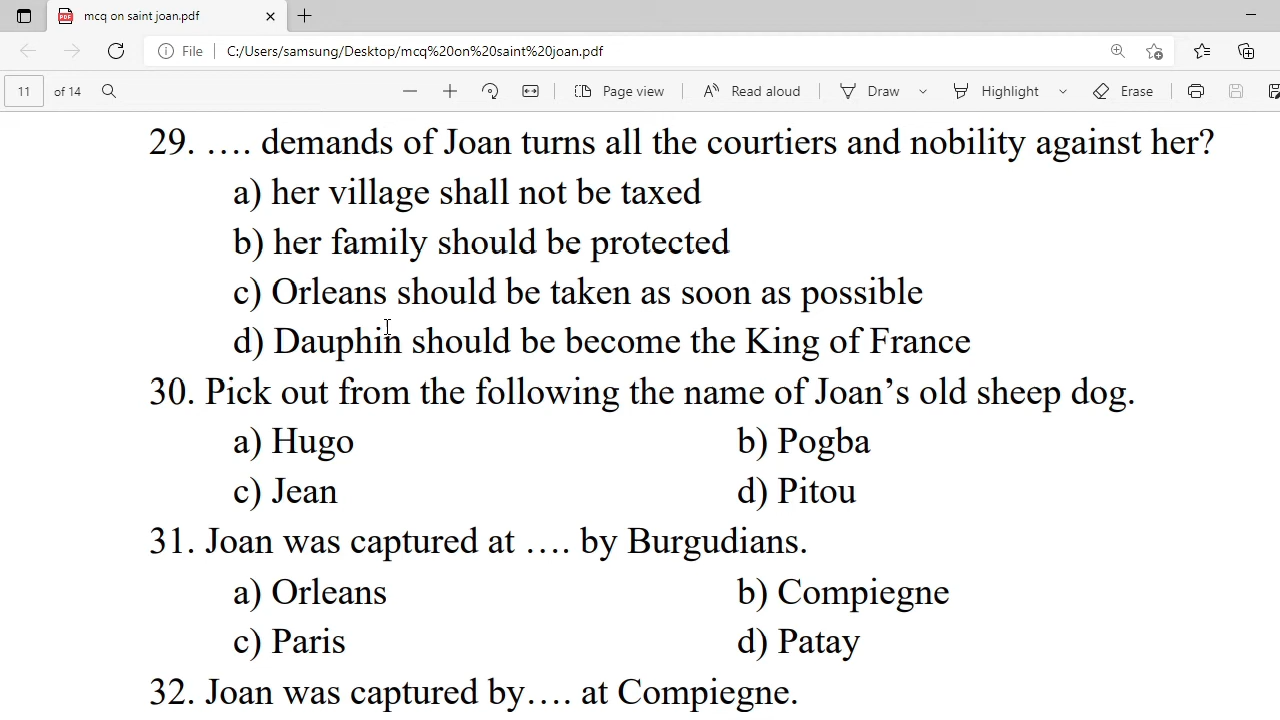 mcq on saint joan.pdf
File C:/Users/samsung/Desktop/mcq%20on%20saint%20joan.pdf
11 of 14 Page view Read aloud Draw Highlight Erase
29. …. demands of Joan turns all the courtiers and nobility against her?
a) her village shall not be taxed
b) her family should be protected
c) Orleans should be taken as soon as possible
d) Dauphin should be become the King of France
30. Pick out from the following the name of Joan’s old sheep dog.
a) Hugo b) Pogba
c) Jean d) Pitou
31. Joan was captured at …. by Burgudians.
a) Orleans b) Compiegne
c) Paris d) Patay
32. Joan was captured by…. at Compiegne.